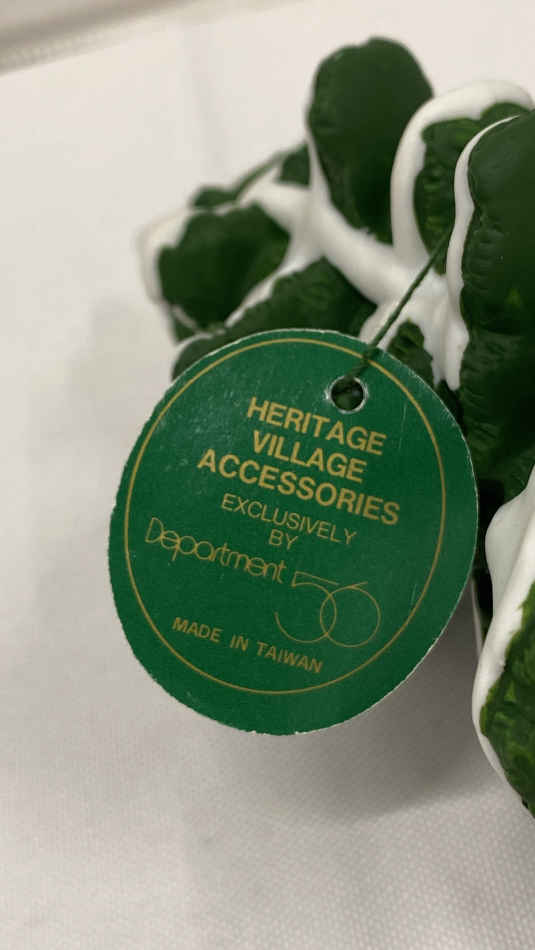 HERITAGE
VILLAGE
ACCESSORIES
EXCLUSIVELY
BY
Department 56
MADE IN TAIWAN